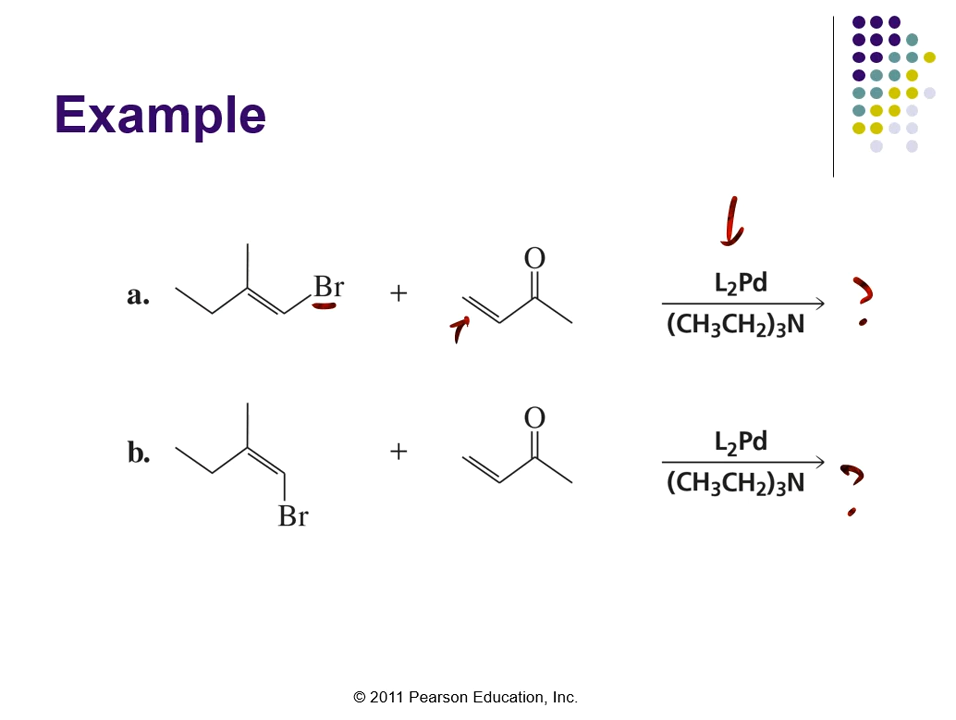 Example
a.
Br
+
O
L₂Pd
(CH₃CH₂)₃N
?
b.
Br
+
O
L₂Pd
(CH₃CH₂)₃N
?
© 2011 Pearson Education, Inc.